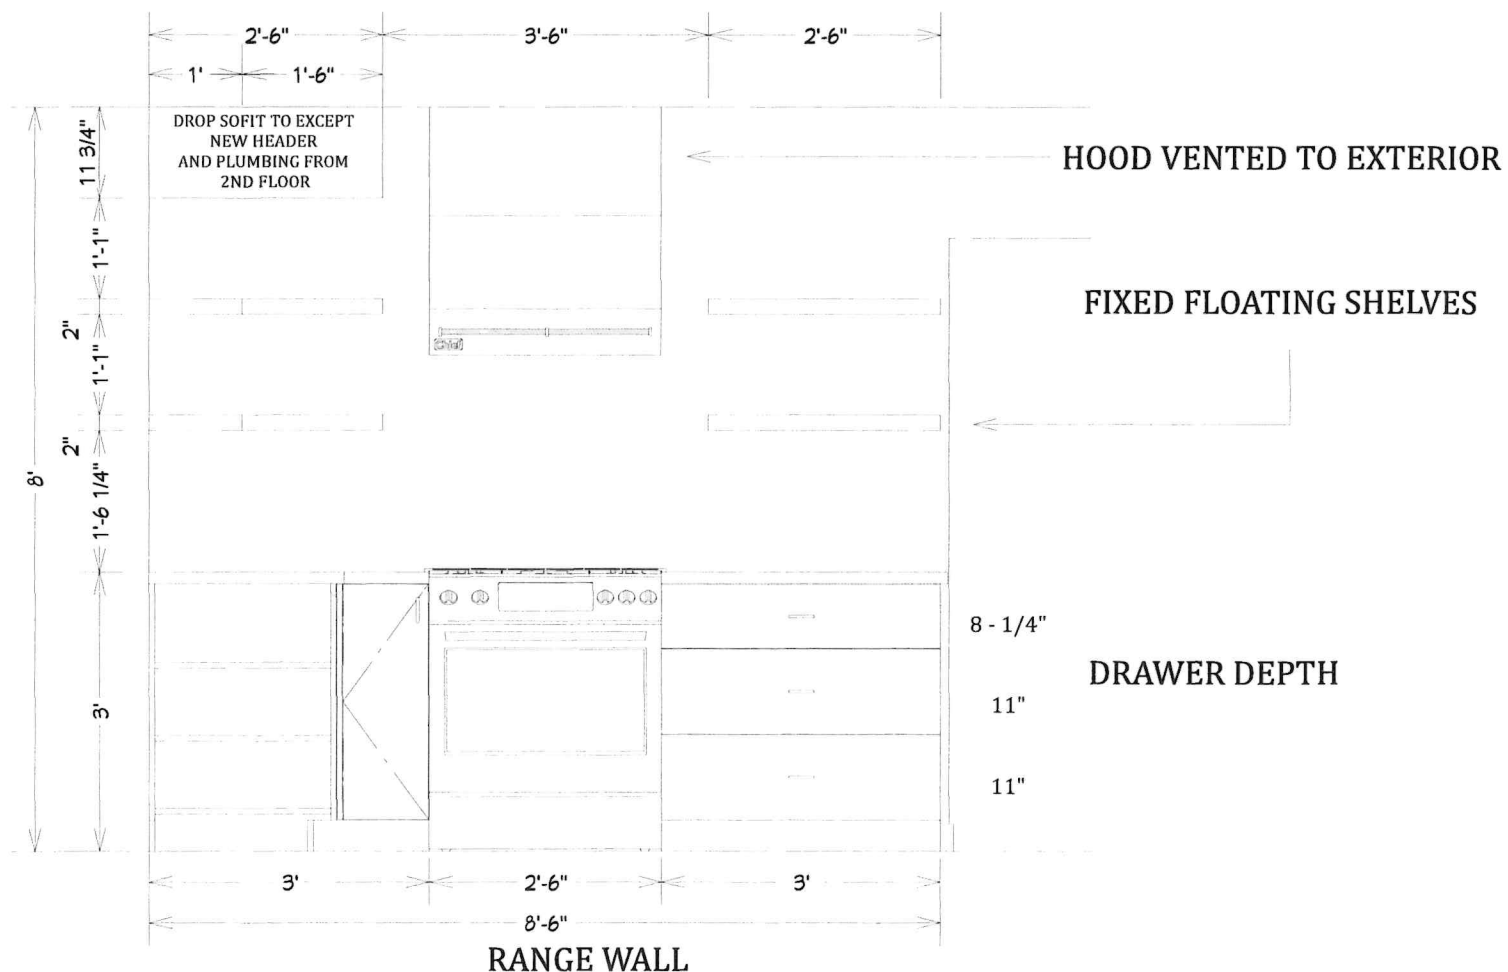 2'-6" 3'-6" 2'-6"
1' 1'-6"
DROP SOFIT TO EXCEPT
NEW HEADER
AND PLUMBING FROM
2ND FLOOR
11 3/4"
HOOD VENTED TO EXTERIOR
1'-1"
FIXED FLOATING SHELVES
2"
1'-1"
2"
8'
1'-6 1/4"
8 - 1/4"
DRAWER DEPTH
3'
11"
11"
3' 2'-6" 3'
8'-6"
RANGE WALL